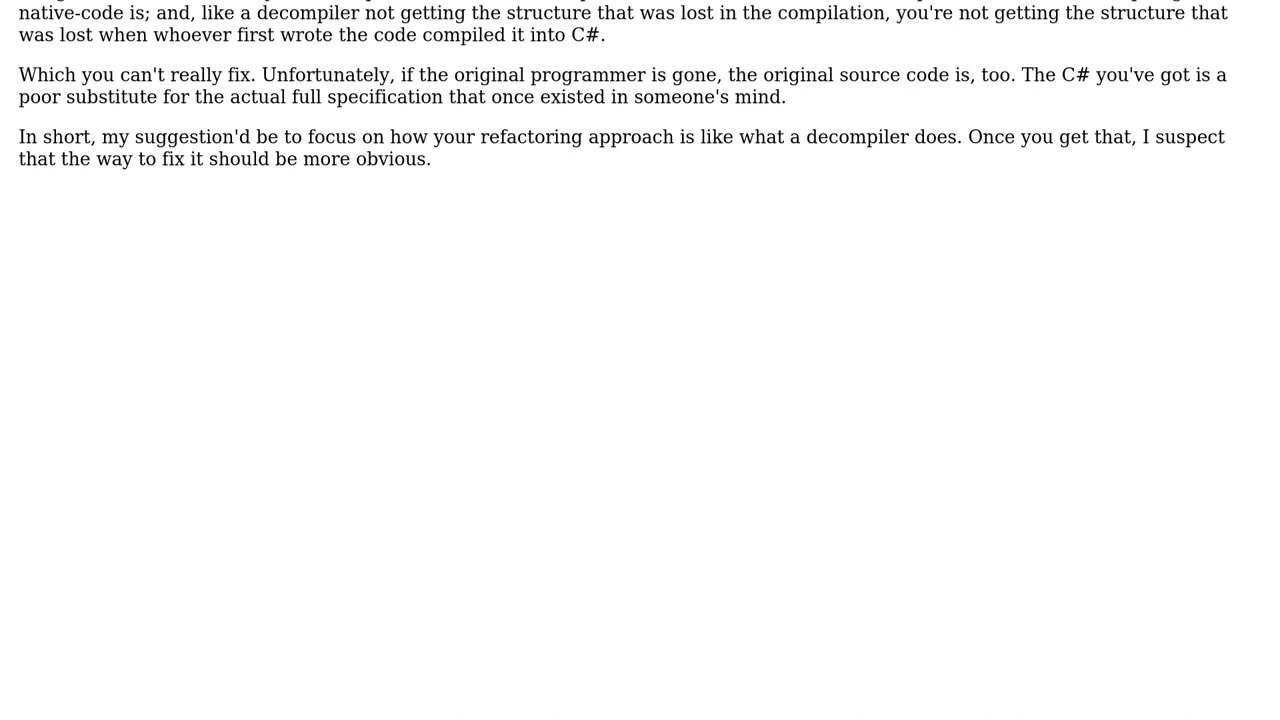 native-code is; and, like a decompiler not getting the structure that was lost in the compilation, you're not getting the structure that
was lost when whoever first wrote the code compiled it into C#.
Which you can't really fix. Unfortunately, if the original programmer is gone, the original source code is, too. The C# you've got is a
poor substitute for the actual full specification that once existed in someone's mind.
In short, my suggestion'd be to focus on how your refactoring approach is like what a decompiler does. Once you get that, I suspect
that the way to fix it should be more obvious.